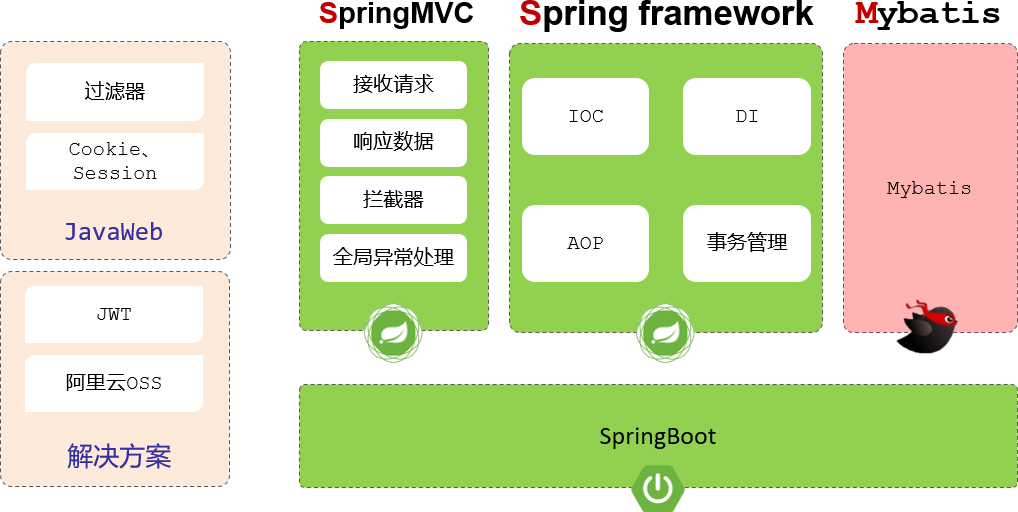 SpringMVC
Spring framework
Mybatis
过滤器
Cookie、
Session
JavaWeb
JWT
阿里云OSS
解决方案
接收请求
响应数据
拦截器
全局异常处理
IOC
DI
AOP
事务管理
Mybatis
SpringBoot